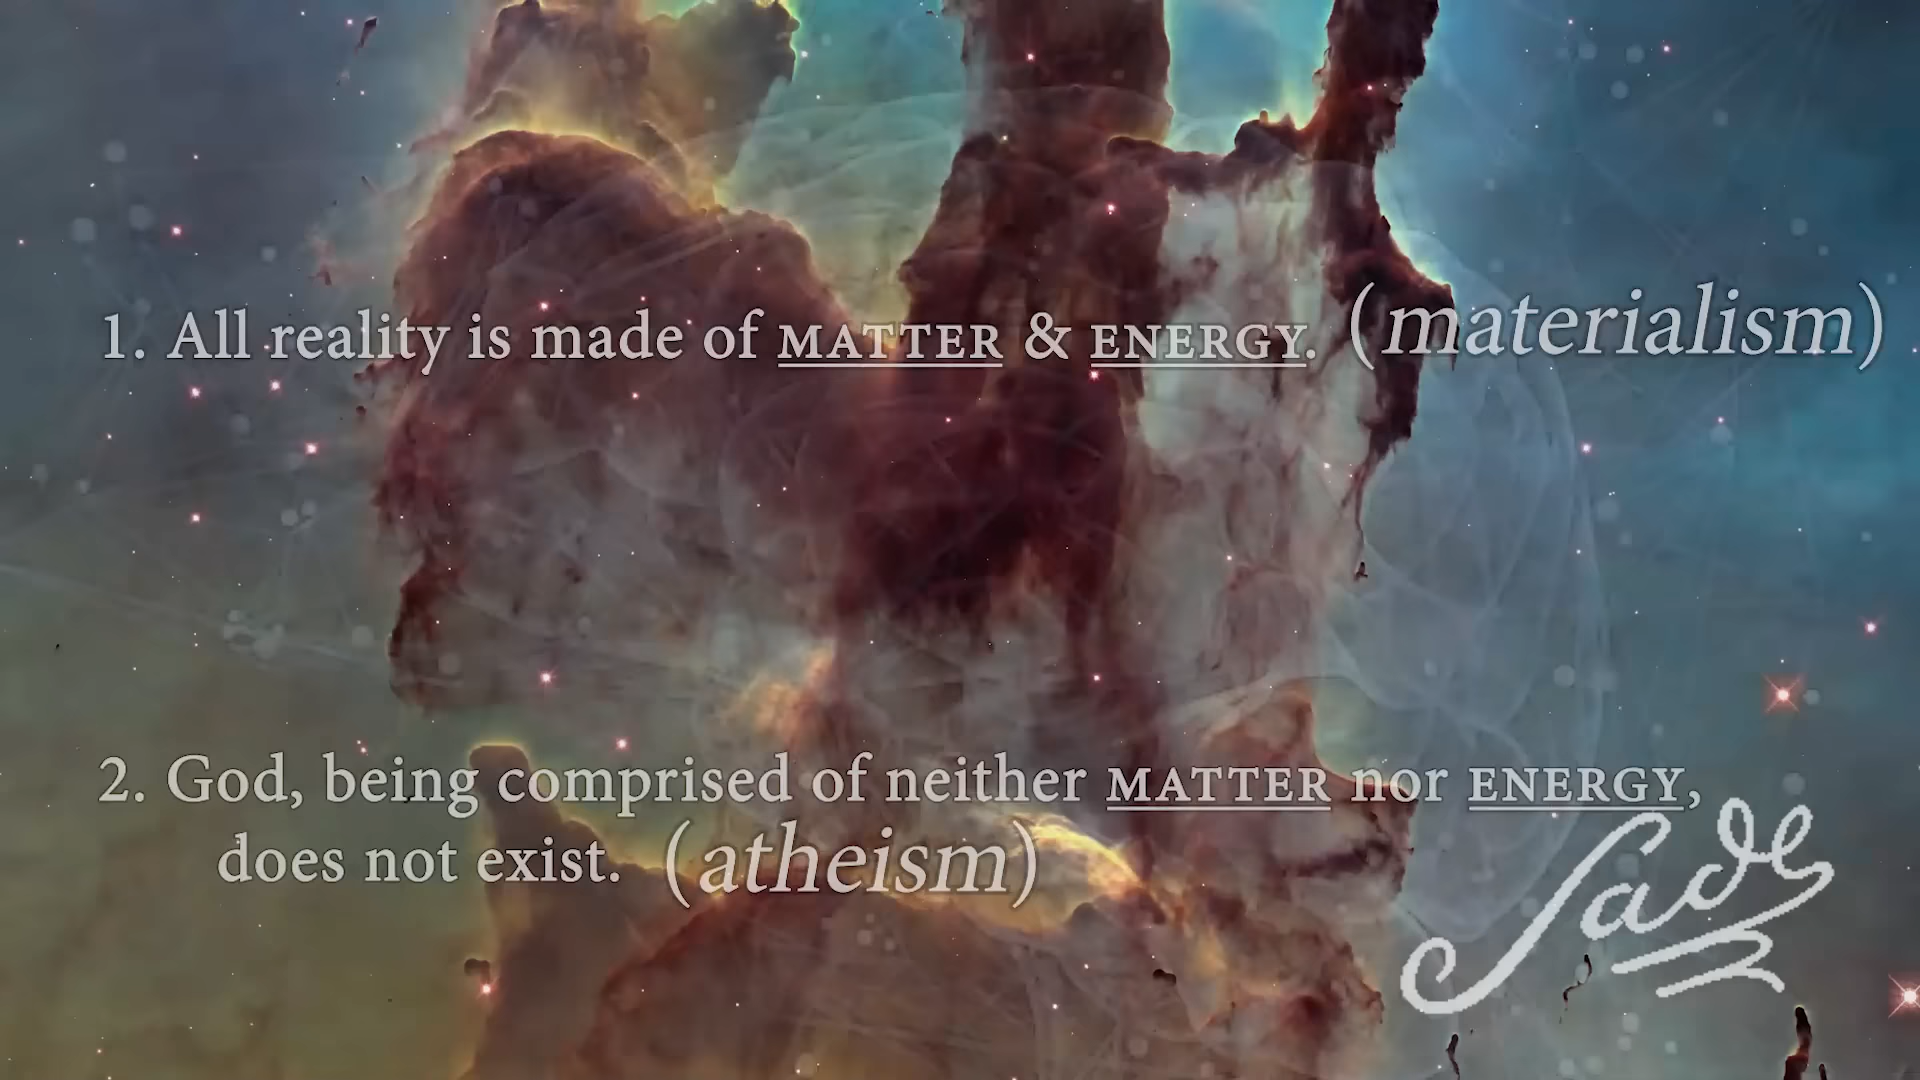 1. All reality is made of MATTER & ENERGY. (materialism)
2. God, being comprised of neither MATTER nor ENERGY,
does not exist. (atheism)
Sade